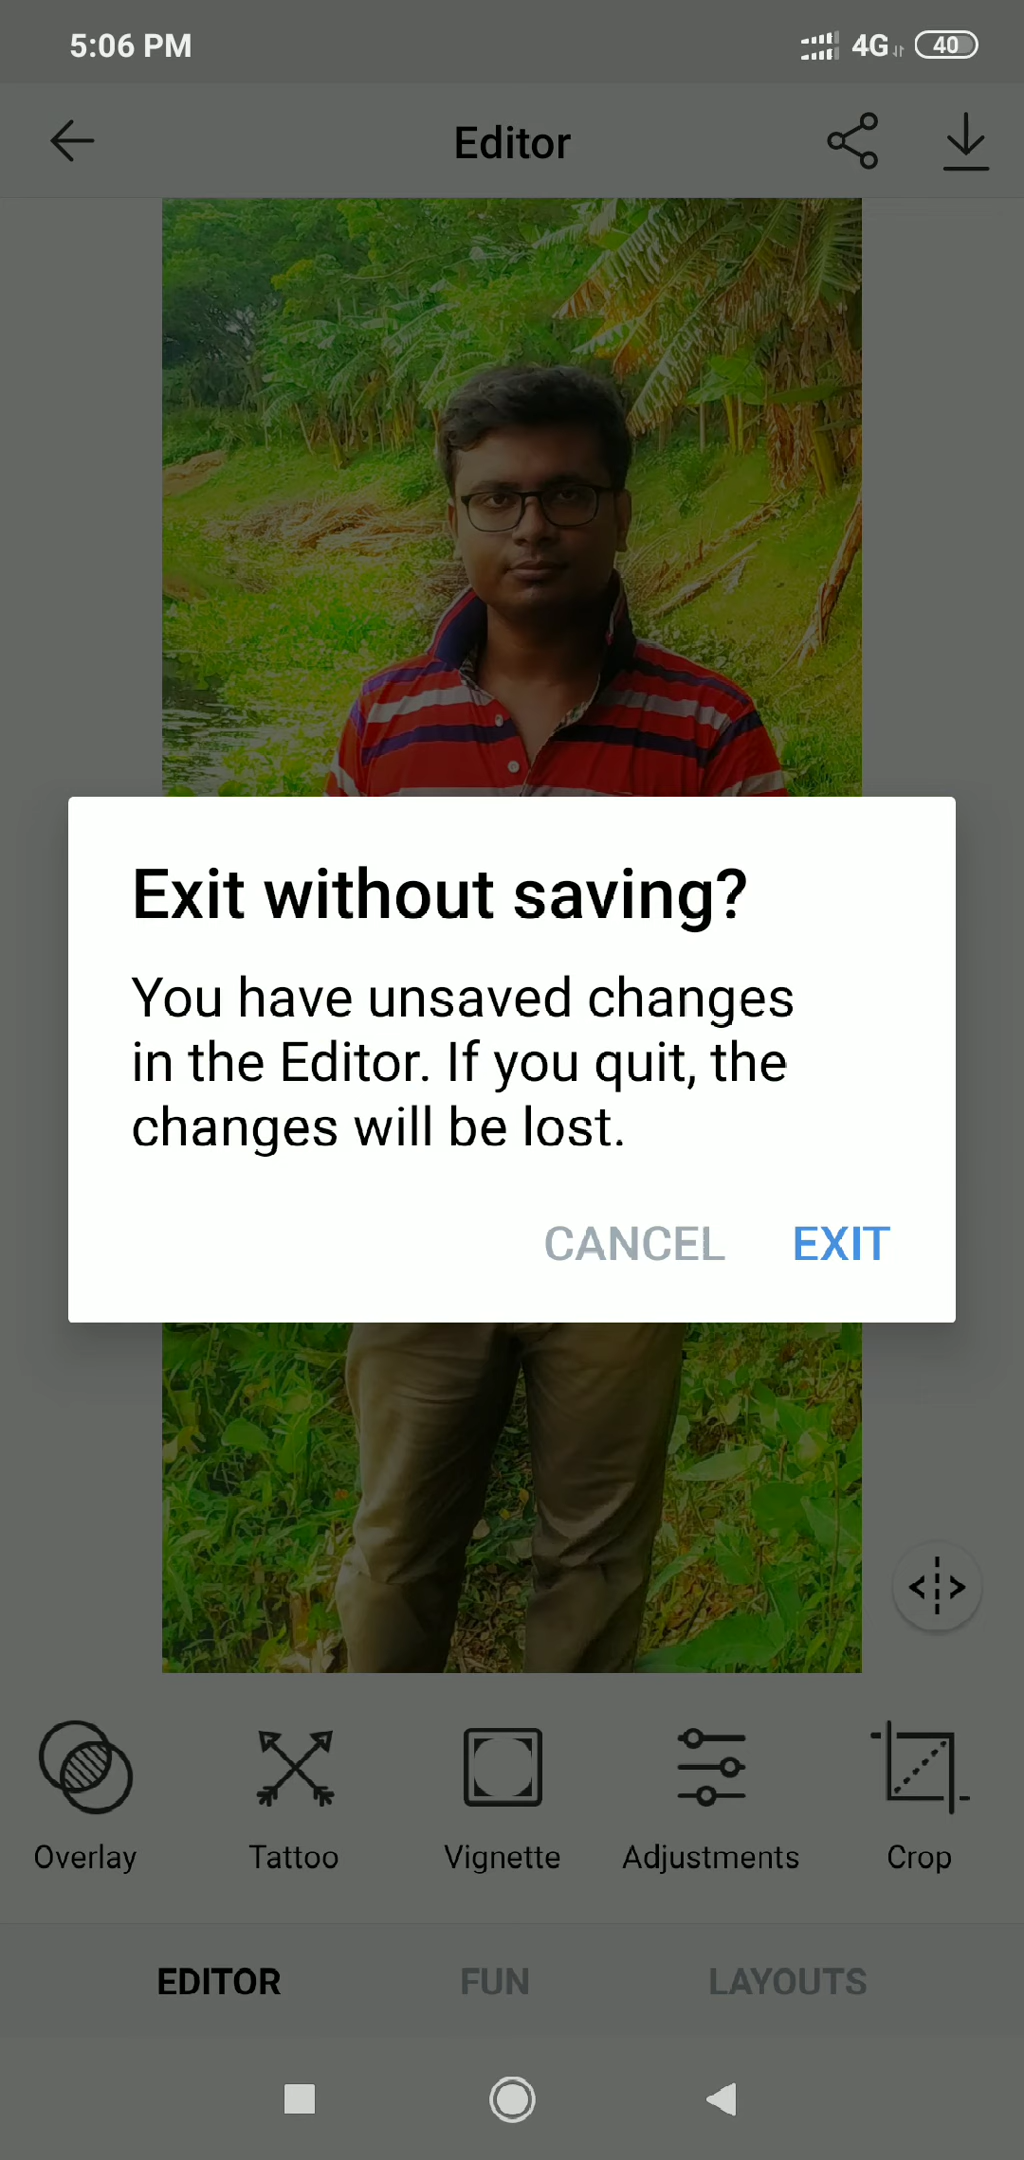 5:06 PM
4G
40
Editor
Exit without saving?
You have unsaved changes
in the Editor. If you quit, the
changes will be lost.
CANCEL EXIT
Overlay Tattoo Vignette Adjustments Crop
EDITOR FUN LAYOUTS